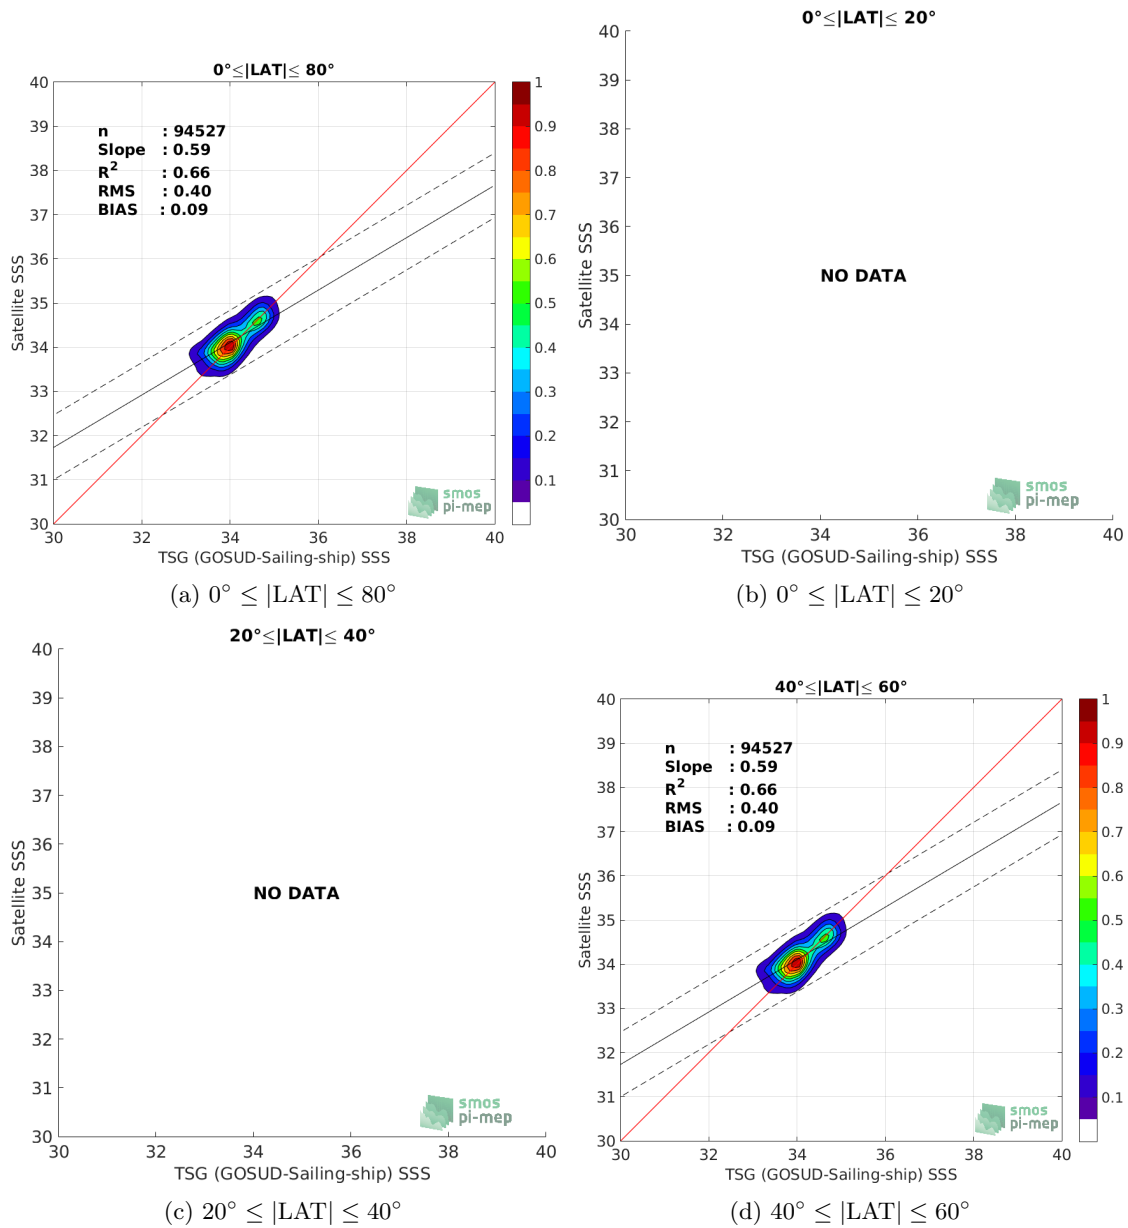 0°≤|LAT|≤ 80°
n : 94527
Slope : 0.59
R² : 0.66
RMS : 0.40
BIAS : 0.09
40
39
38
37
36
35
34
33
32
31
30
Satellite SSS
30 32 34 36 38 40
TSG (GOSUD-Sailing-ship) SSS
1
0.9
0.8
0.7
0.6
0.5
0.4
0.3
0.2
0.1
smos
pi-mep
(a) 0° ≤ |LAT| ≤ 80°
0°≤|LAT|≤ 20°
40
39
38
37
36
35
34
33
32
31
30
Satellite SSS
NO DATA
smos
pi-mep
30 32 34 36 38 40
TSG (GOSUD-Sailing-ship) SSS
(b) 0° ≤ |LAT| ≤ 20°
20°≤|LAT|≤ 40°
40
39
38
37
36
35
34
33
32
31
30
Satellite SSS
NO DATA
smos
pi-mep
30 32 34 36 38 40
TSG (GOSUD-Sailing-ship) SSS
(c) 20° ≤ |LAT| ≤ 40°
40°≤|LAT|≤ 60°
n : 94527
Slope : 0.59
R² : 0.66
RMS : 0.40
BIAS : 0.09
40
39
38
37
36
35
34
33
32
31
30
Satellite SSS
30 32 34 36 38 40
TSG (GOSUD-Sailing-ship) SSS
1
0.9
0.8
0.7
0.6
0.5
0.4
0.3
0.2
0.1
smos
pi-mep
(d) 40° ≤ |LAT| ≤ 60°